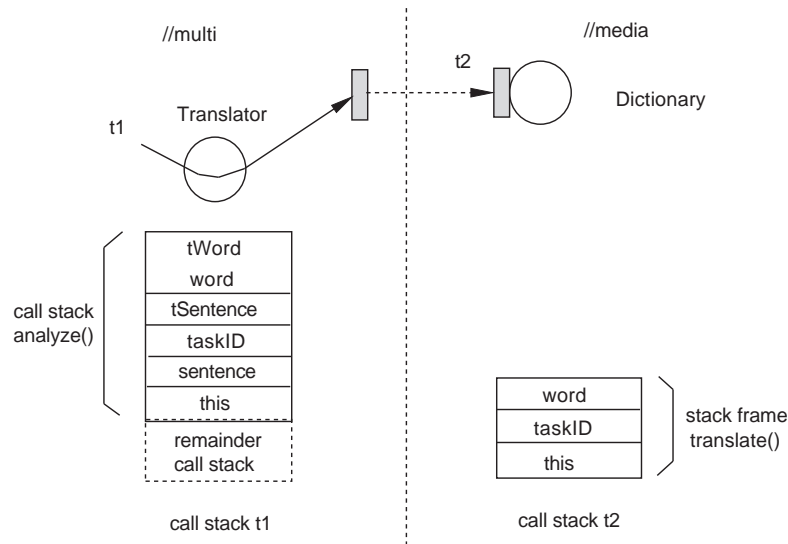 //multi
//media
t2
Translator
Dictionary
t1
tWord
word
tSentence
taskID
sentence
this
remainder
call stack
call stack
analyze()
call stack t1
word
taskID
this
stack frame
translate()
call stack t2